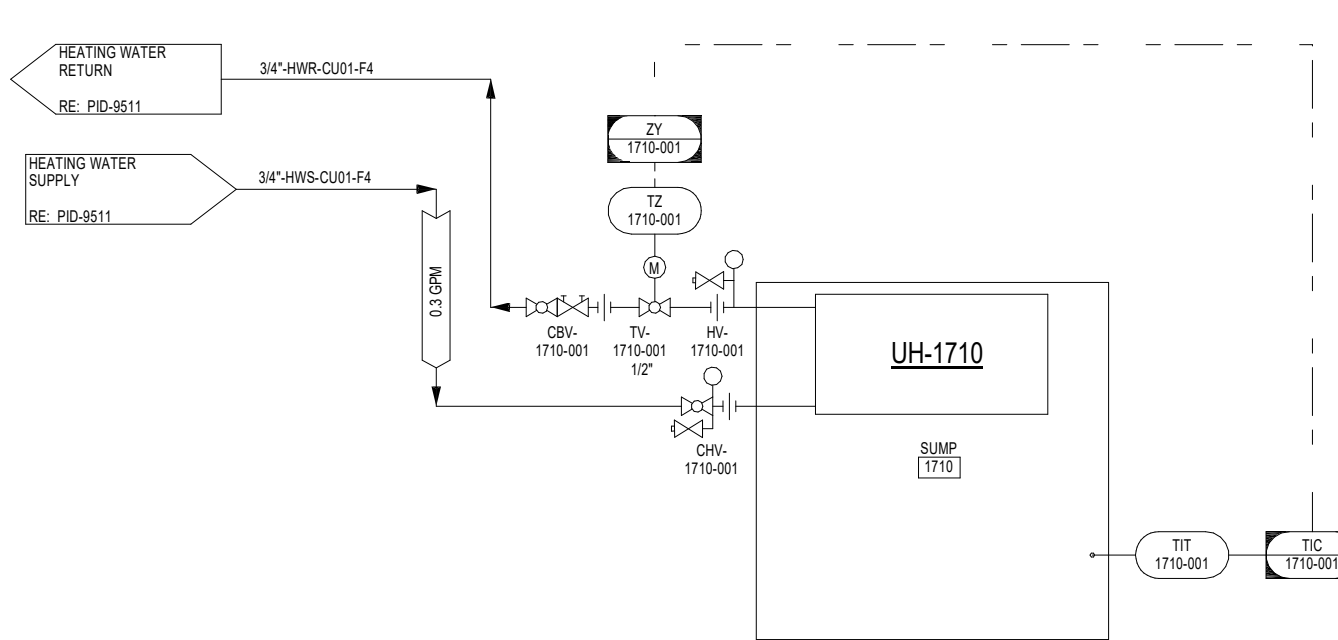 HEATING WATER
RETURN
RE: PID-9511
3/4"-HWR-CU01-F4
HEATING WATER
SUPPLY
RE: PID-9511
3/4"-HWS-CU01-F4
0.3 GPM
ZY
1710-001
TZ
1710-001
M
CBV-
1710-001
TV-
1710-001
1/2"
HV-
1710-001
CHV-
1710-001
UH-1710
SUMP
1710
TIT
1710-001
TIC
1710-001